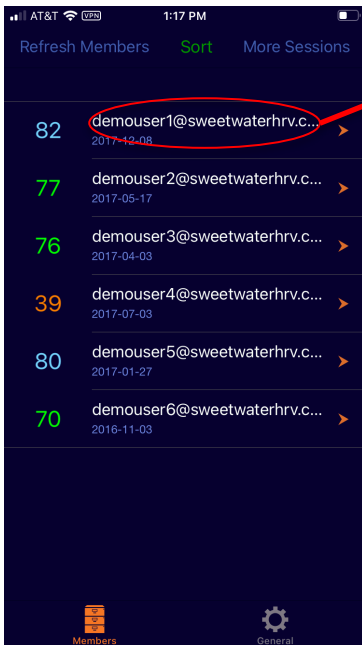 AT&T VPN 1:17 PM
Refresh Members Sort More Sessions
82 demouser1@sweetwaterhrv.c...
2017-12-08
77 demouser2@sweetwaterhrv.c...
2017-05-17
76 demouser3@sweetwaterhrv.c...
2017-04-03
39 demouser4@sweetwaterhrv.c...
2017-07-03
80 demouser5@sweetwaterhrv.c...
2017-01-27
70 demouser6@sweetwaterhrv.c...
2016-11-03
Members General